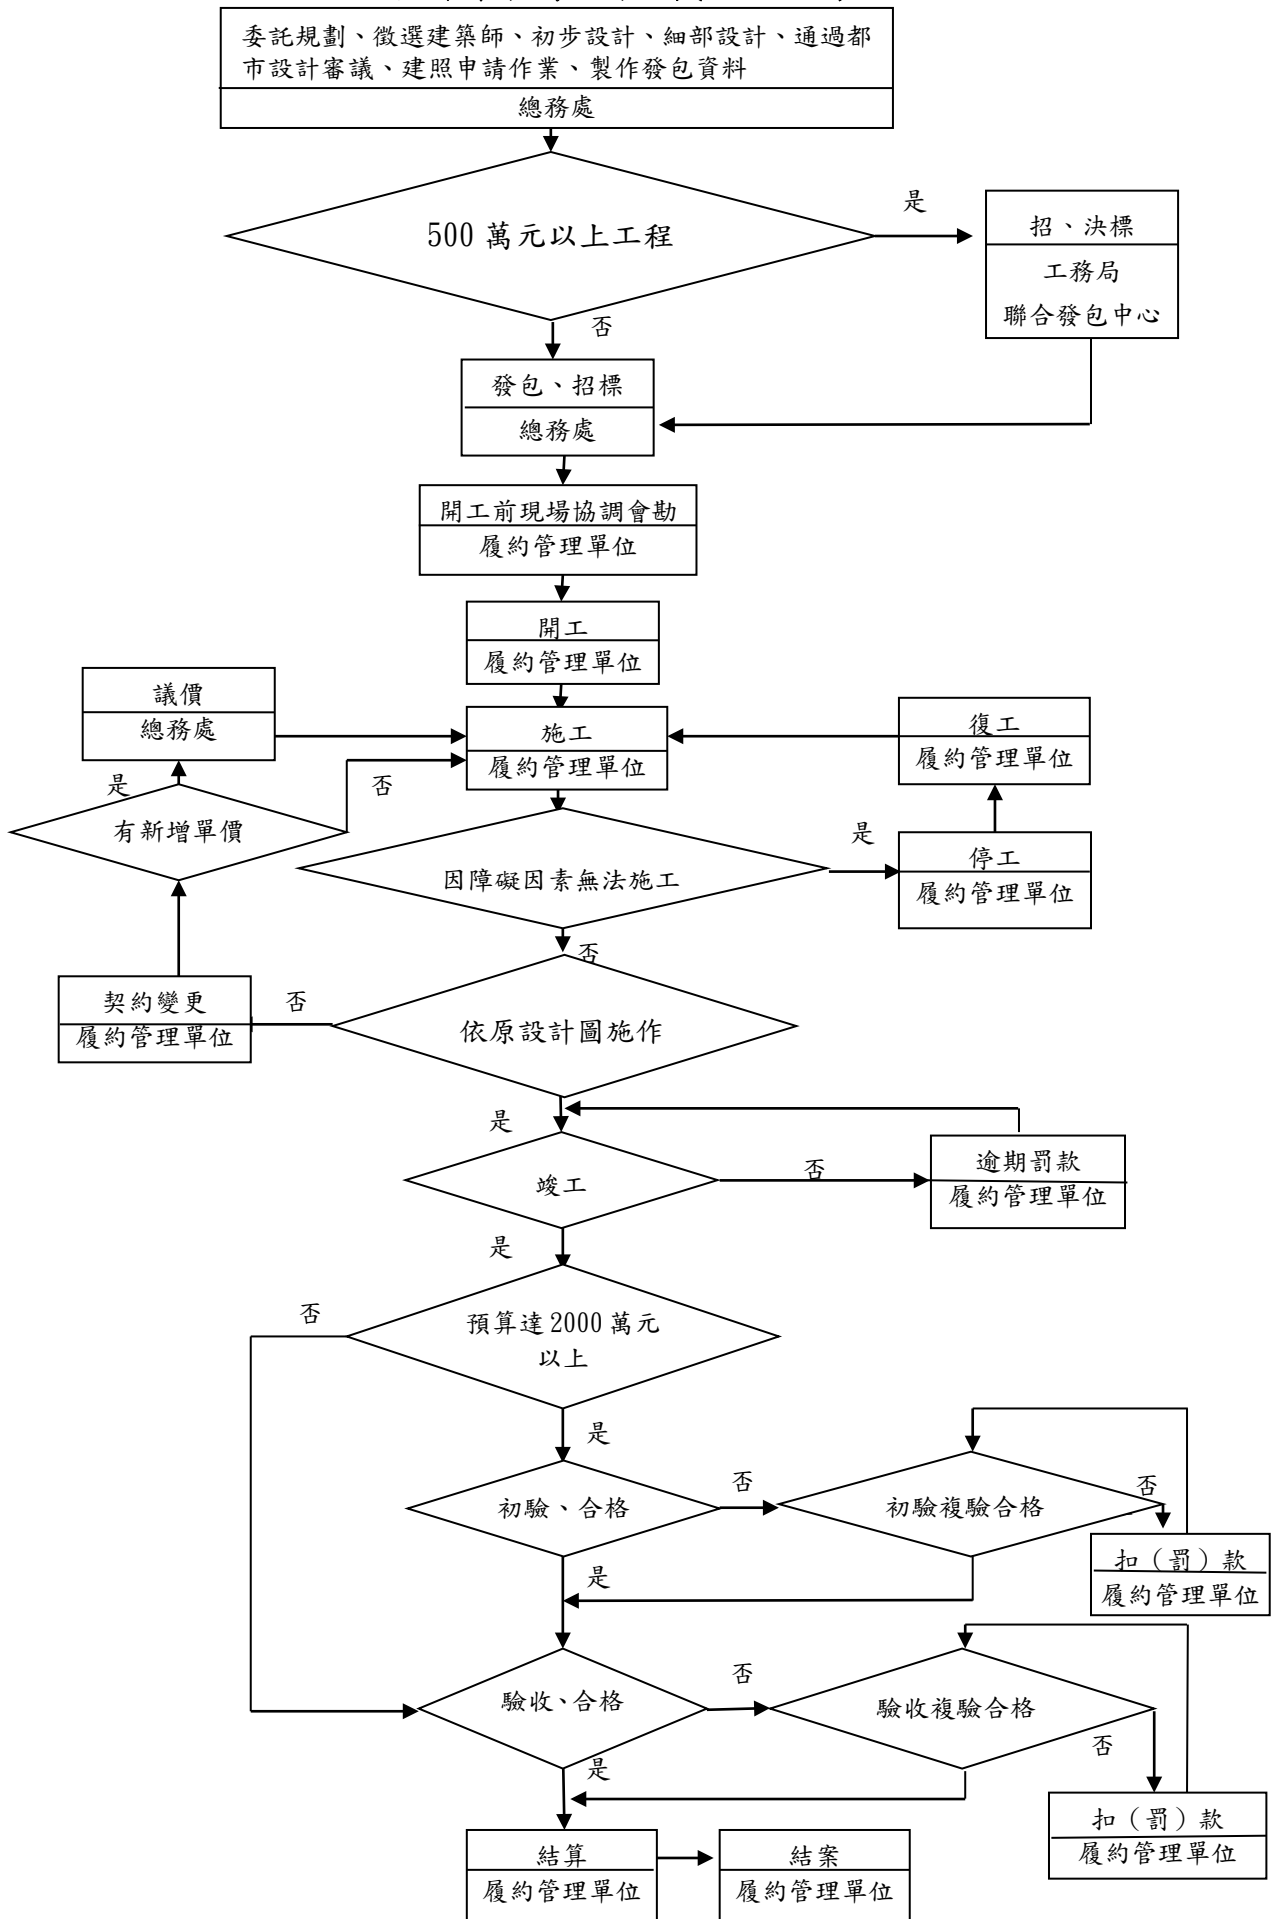 委託規劃、徵選建築師、初步設計、細部設計、通過都
市設計審議、建照申請作業、製作發包資料
總務處
500 萬元以上工程
是
招、決標
工務局
聯合發包中心
否
發包、招標
總務處
開工前現場協調會勘
履約管理單位
開工
履約管理單位
議價
總務處
施工
履約管理單位
復工
履約管理單位
是
否
有新增單價
因障礙因素無法施工
是
停工
履約管理單位
否
契約變更
履約管理單位
否
依原設計圖施作
是
竣工
否
逾期罰款
履約管理單位
是
否
預算達 2000 萬元
以上
是
初驗、合格
否
初驗複驗合格
否
扣（罰）款
履約管理單位
是
驗收、合格
否
驗收複驗合格
否
扣（罰）款
履約管理單位
是
結算
履約管理單位
結案
履約管理單位